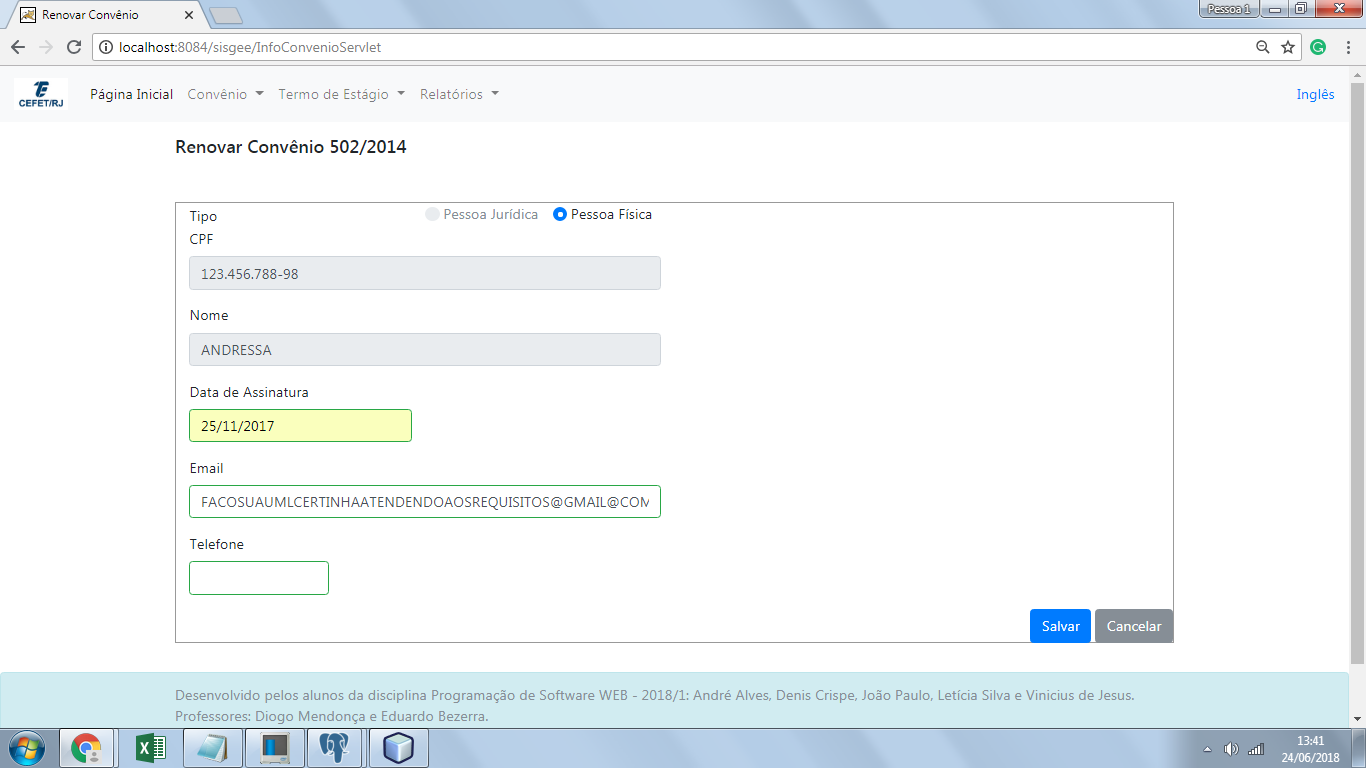 Renovar Convênio
Pessoa 1
localhost:8084/sisgee/InfoConvenioServlet
CEFET/RJ
Página Inicial Convênio Termo de Estágio Relatórios Inglês
Renovar Convênio 502/2014
Tipo Pessoa Jurídica Pessoa Física
CPF
123.456.788-98
Nome
ANDRESSA
Data de Assinatura
25/11/2017
Email
FACOSUAUMLCERTINHAATENDENDOAOSREQUISITOS@GMAIL@COM
Telefone
Salvar Cancelar
Desenvolvido pelos alunos da disciplina Programação de Software WEB - 2018/1: André Alves, Denis Crispe, João Paulo, Letícia Silva e Vinicius de Jesus.
Professores: Diogo Mendonça e Eduardo Bezerra.
13:41
24/06/2018